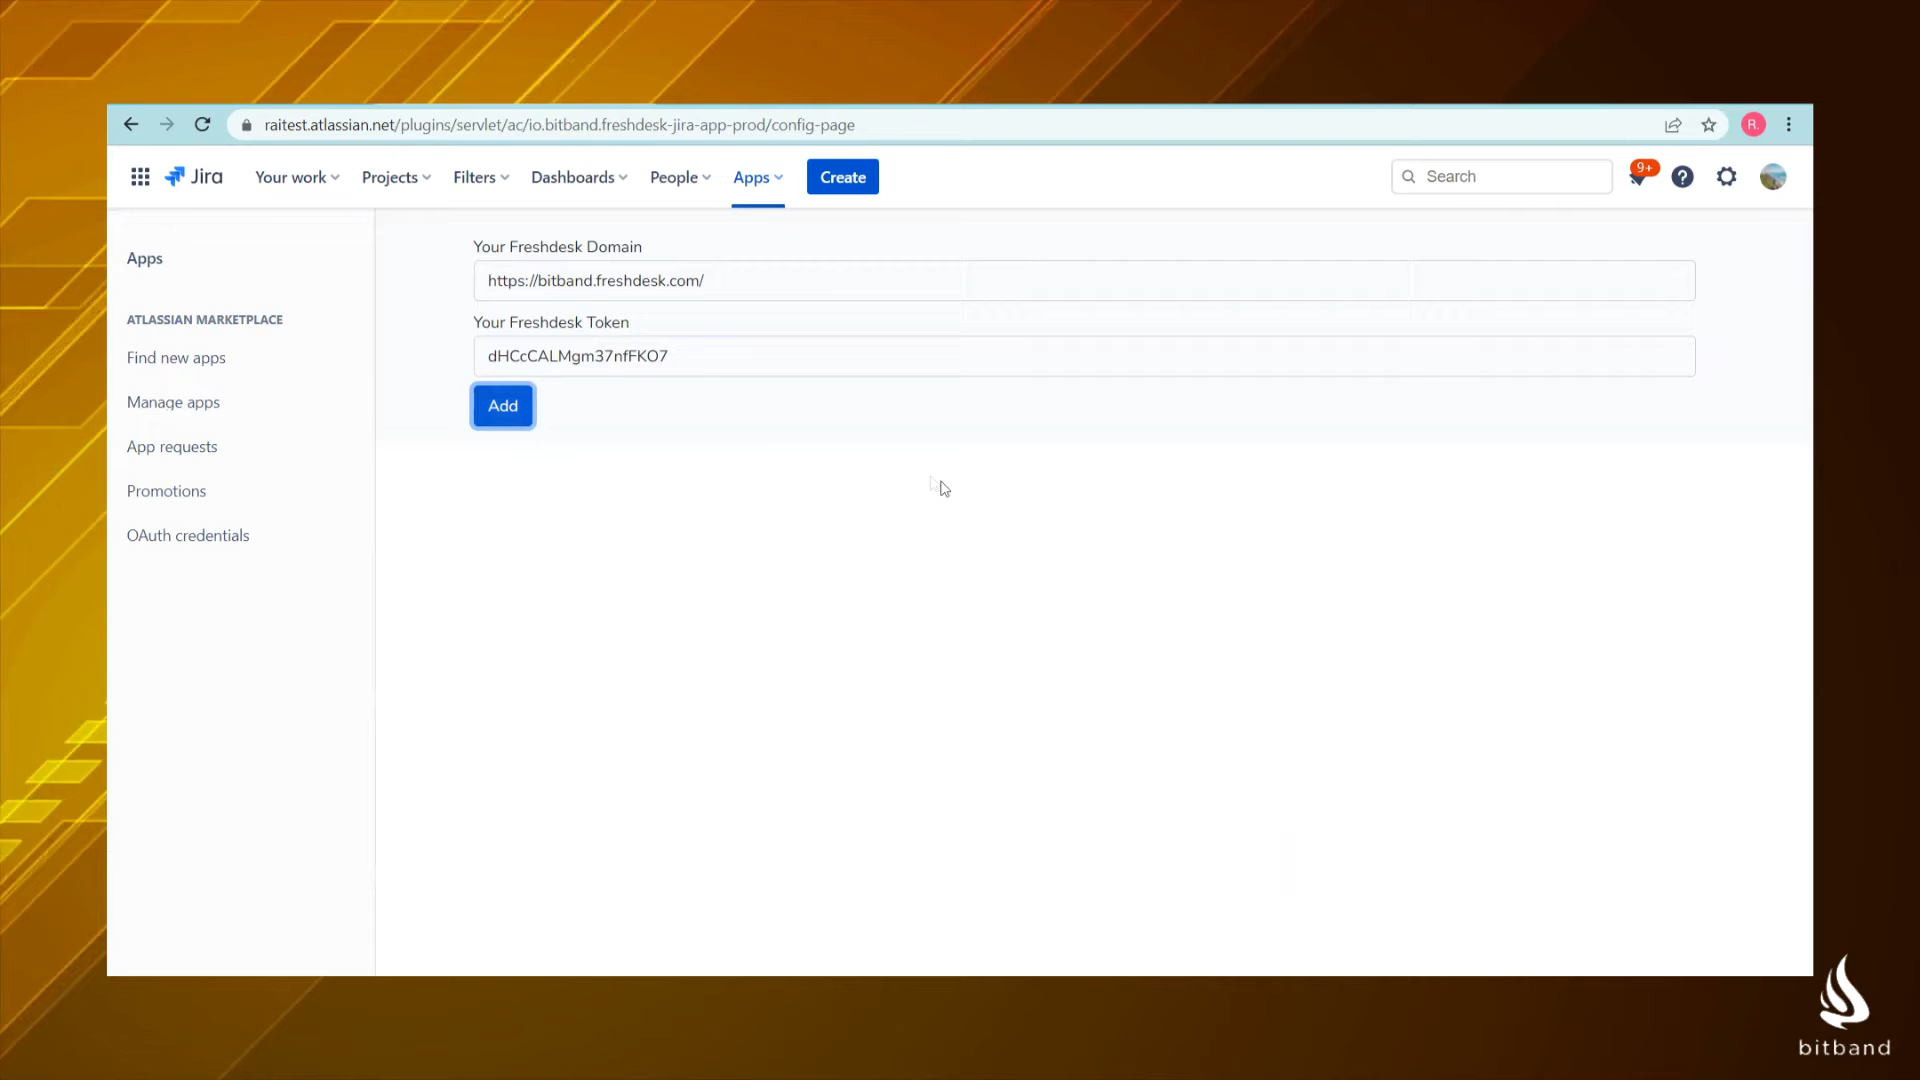 raitest.atlassian.net/plugins/servlet/ac/io.bitband.freshdesk-jira-app-prod/config-page
R.
Jira
Your work
Projects
Filters
Dashboards
People
Apps
Create
Search
9+
Apps
ATLASSIAN MARKETPLACE
Find new apps
Manage apps
App requests
Promotions
OAuth credentials
Your Freshdesk Domain
https://bitband.freshdesk.com/
Your Freshdesk Token
dHCcCALMgm37nfFKO7
Add
bitband